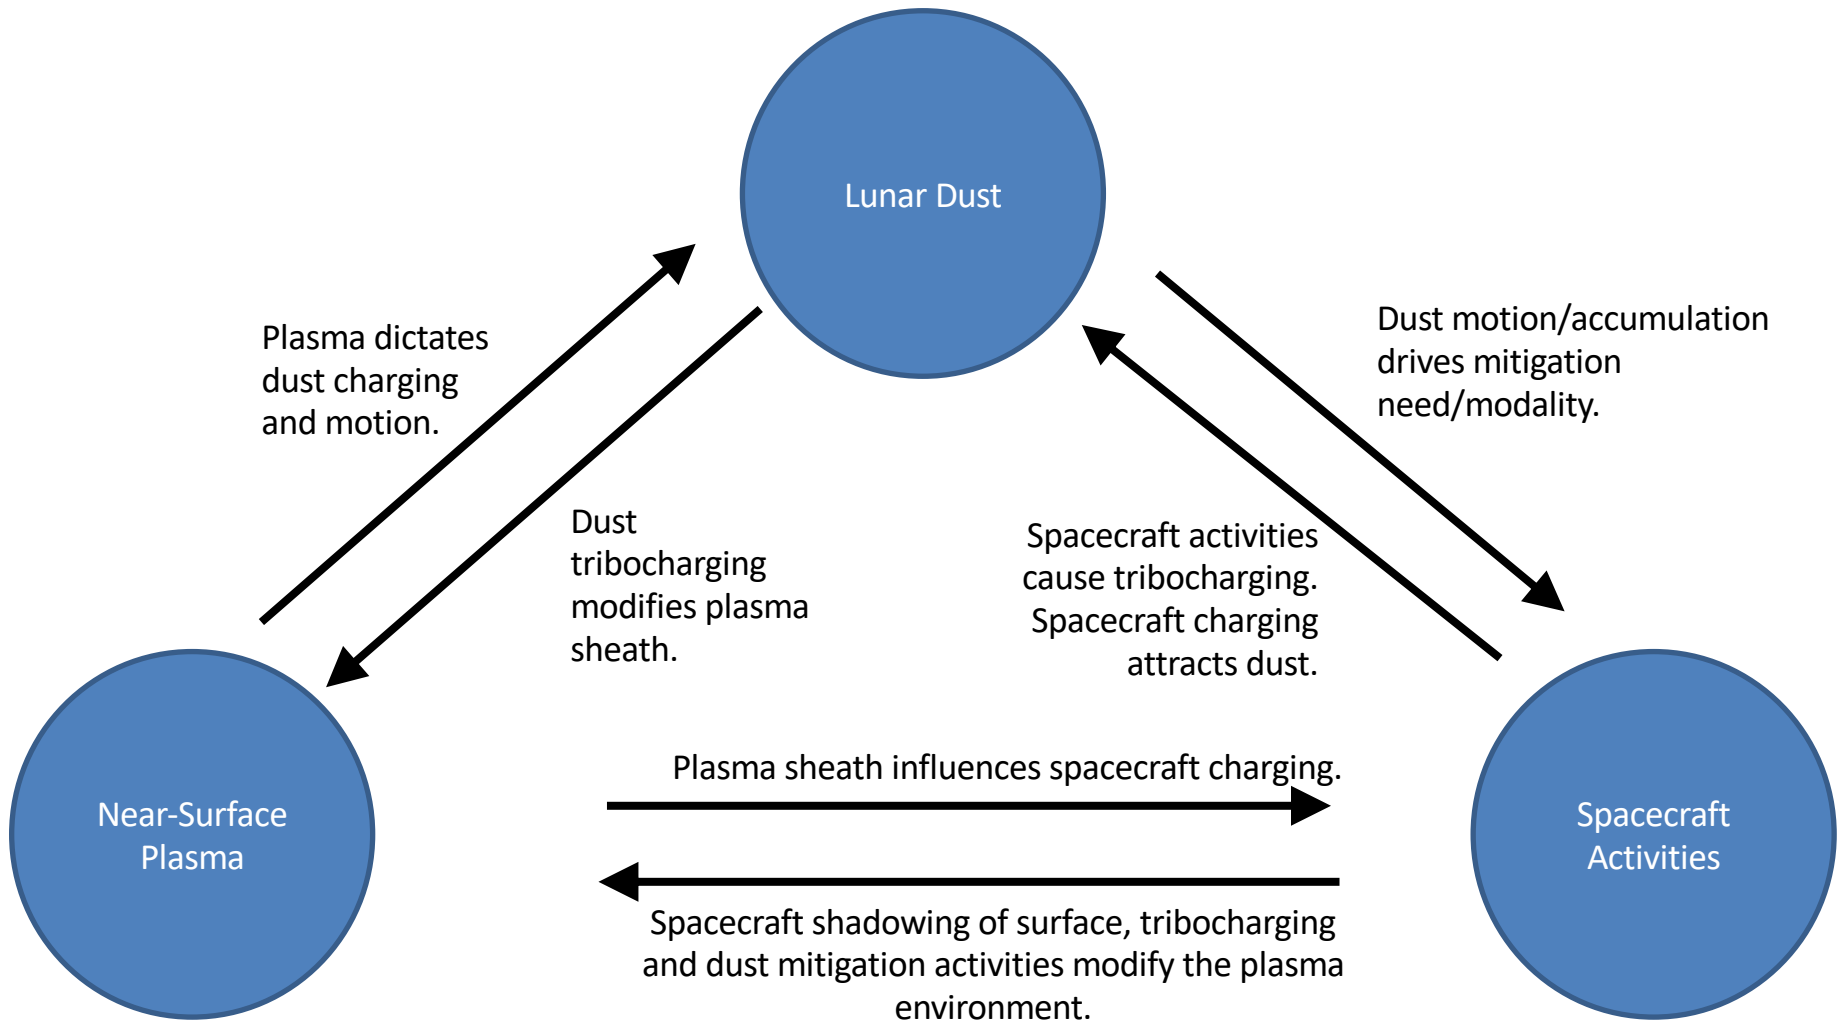 Lunar Dust
Plasma dictates
dust charging
and motion.
Dust motion/accumulation
drives mitigation
need/modality.
Dust
tribocharging
modifies plasma
sheath.
Spacecraft activities
cause tribocharging.
Spacecraft charging
attracts dust.
Near-Surface
Plasma
Plasma sheath influences spacecraft charging.
Spacecraft
Activities
Spacecraft shadowing of surface, tribocharging
and dust mitigation activities modify the plasma
environment.